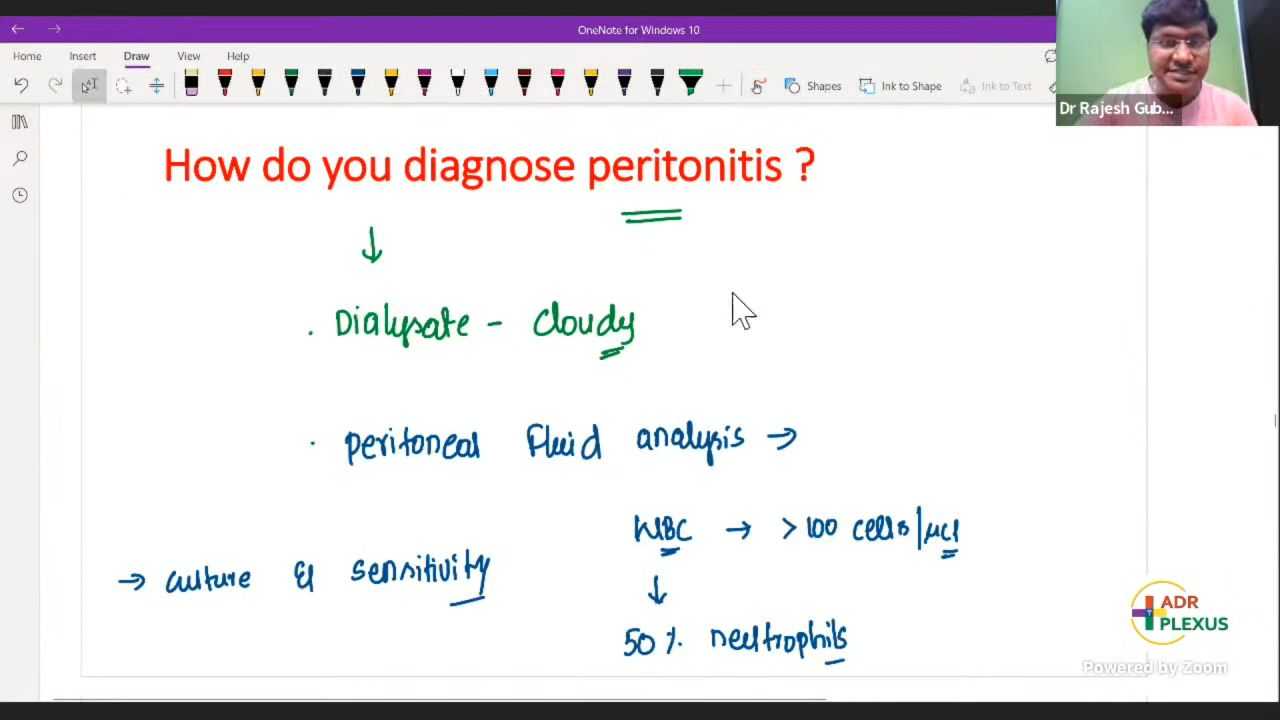 OneNote for Windows 10
Home Insert Draw View Help
Shapes Ink to Shape Ink to Text
Dr Rajesh Gub...
How do you diagnose peritonitis ?
↓
. Dialysate - cloudy
. peritoneal Fluid analysis →
WBC → > 100 cells/μcl
→ culture & sensitivity
↓
50 % neutrophils
ADR
PLEXUS
Powered by Zoom